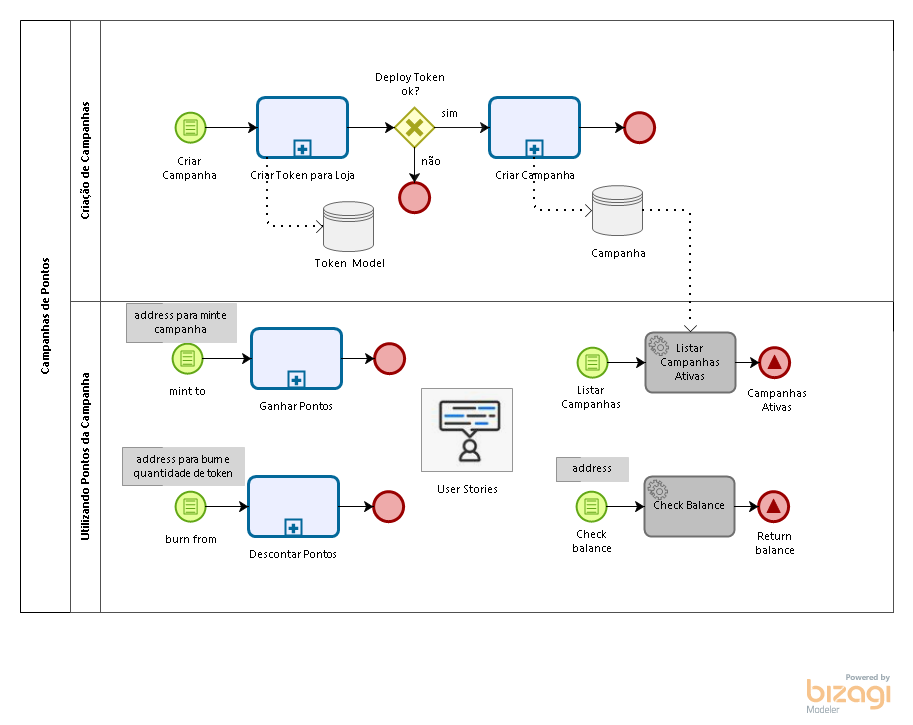 Campanhas de Pontos
Criação de Campanhas
Criar
Campanha
Criar Token para Loja
Deploy Token
ok?
sim
não
Criar Campanha
Token Model
Campanha
Utilizando Pontos da Campanha
address para mint e
campanha
mint to
Ganhar Pontos
address para burn e
quantidade de token
burn from
Descontar Pontos
User Stories
Listar
Campanhas
Listar
Campanhas
Ativas
Campanhas
Ativas
address
Check
balance
Check Balance
Return
balance
Powered by
bizagi
Modeler